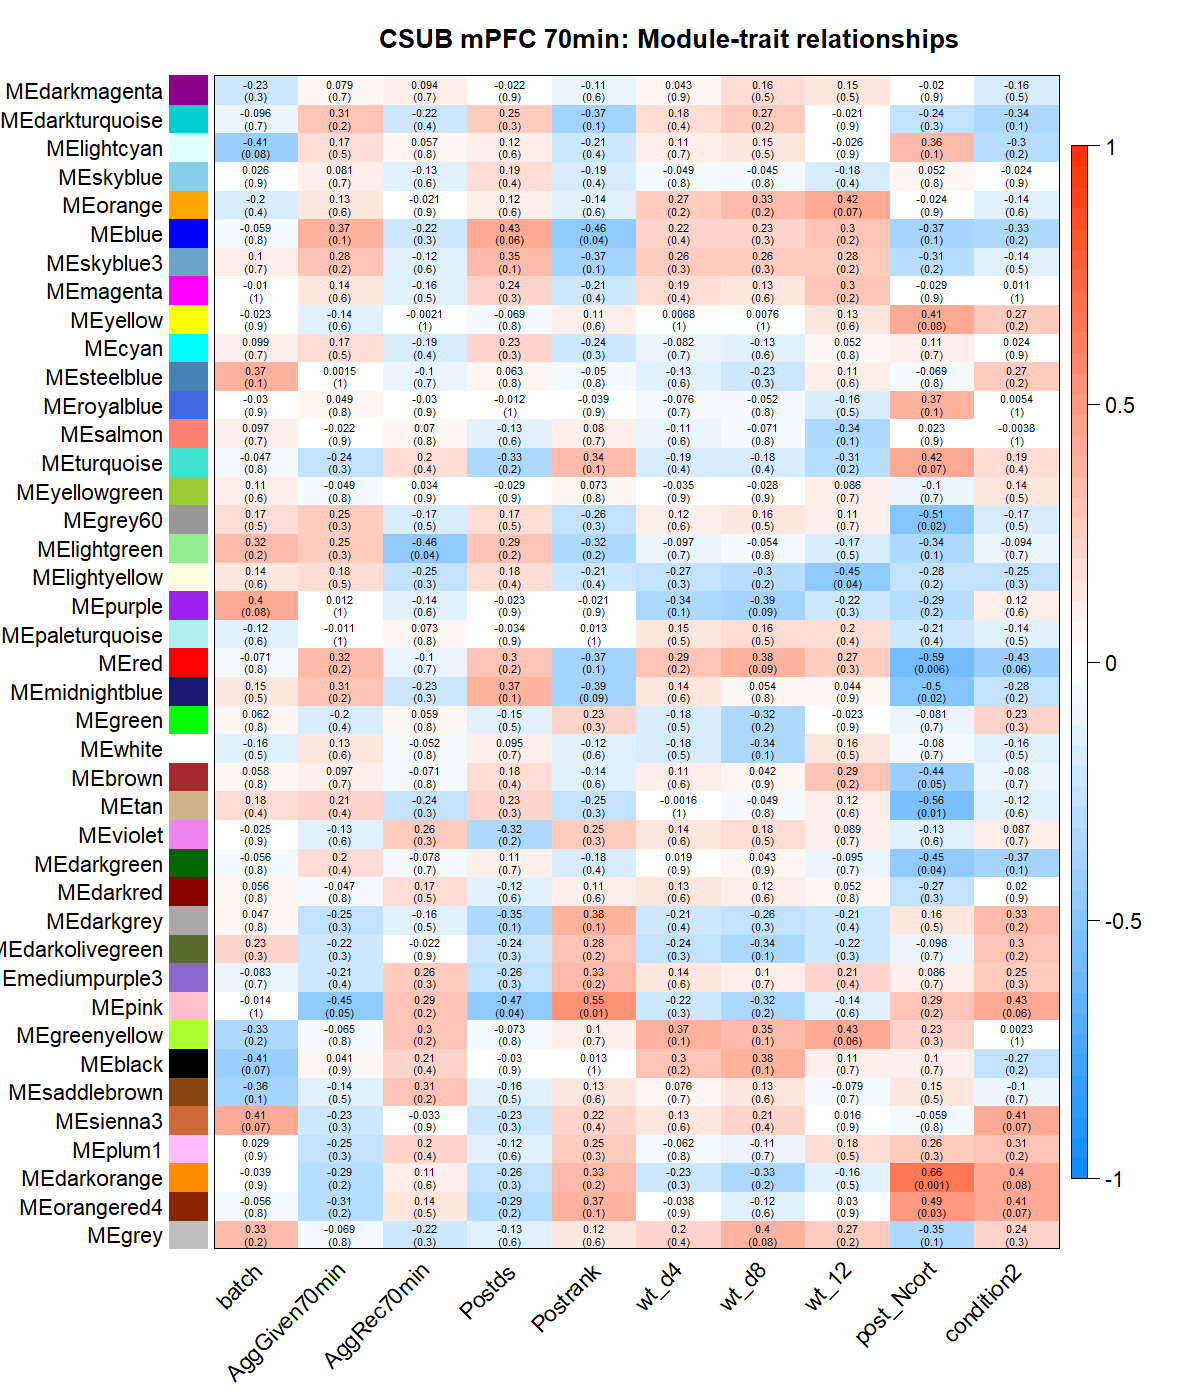 CSUB mPFC 70min: Module-trait relationships
MEdarkmagenta -0.23 0.079 0.094 -0.022 -0.11 0.043 0.16 0.15 -0.02 -0.16
(0.3) (0.7) (0.7) (0.9) (0.6) (0.9) (0.5) (0.5) (0.9) (0.5)
MEdarkturquoise -0.096 0.31 -0.22 0.25 -0.37 0.18 0.27 -0.021 -0.24 -0.34
(0.7) (0.2) (0.4) (0.3) (0.1) (0.4) (0.2) (0.9) (0.3) (0.1)
MElightcyan -0.41 0.17 0.057 0.12 -0.21 0.11 0.15 -0.026 0.36 -0.3
(0.08) (0.5) (0.8) (0.6) (0.4) (0.7) (0.5) (0.9) (0.1) (0.2)
MEskyblue 0.026 0.081 -0.13 0.19 -0.19 -0.049 -0.045 -0.18 0.052 -0.024
(0.9) (0.7) (0.6) (0.4) (0.4) (0.8) (0.8) (0.4) (0.8) (0.9)
MEorange -0.2 0.13 -0.021 0.12 -0.14 0.27 0.33 0.42 -0.024 -0.14
(0.4) (0.6) (0.9) (0.6) (0.6) (0.2) (0.2) (0.07) (0.9) (0.6)
MEblue -0.059 0.37 -0.22 0.43 -0.46 0.22 0.23 0.3 -0.37 -0.33
(0.8) (0.1) (0.3) (0.06) (0.04) (0.4) (0.3) (0.2) (0.1) (0.2)
MEskyblue3 0.1 0.28 -0.12 0.35 -0.37 0.26 0.26 0.28 -0.31 -0.14
(0.7) (0.2) (0.6) (0.1) (0.1) (0.3) (0.3) (0.2) (0.2) (0.5)
MEmagenta -0.01 0.14 -0.16 0.24 -0.21 0.19 0.13 0.3 -0.029 0.011
(1) (0.6) (0.5) (0.3) (0.4) (0.4) (0.6) (0.2) (0.9) (1)
MEyellow -0.023 -0.14 -0.0021 -0.069 0.11 0.0068 0.0076 0.13 0.41 0.27
(0.9) (0.6) (1) (0.8) (0.6) (1) (1) (0.6) (0.08) (0.2)
MEcyan 0.099 0.17 -0.19 0.23 -0.24 -0.082 -0.13 0.052 0.11 0.024
(0.7) (0.5) (0.4) (0.3) (0.3) (0.7) (0.6) (0.8) (0.7) (0.9)
MEsteelblue 0.37 0.0015 -0.1 0.063 -0.05 -0.13 -0.23 0.11 -0.069 0.27
(0.1) (1) (0.7) (0.8) (0.8) (0.6) (0.3) (0.6) (0.8) (0.2)
MEroyalblue -0.03 0.049 -0.03 -0.012 -0.039 -0.076 -0.052 -0.16 0.37 0.0054
(0.9) (0.8) (0.9) (1) (0.9) (0.7) (0.8) (0.5) (0.1) (1)
MEsalmon 0.097 -0.022 0.07 -0.13 0.08 -0.11 -0.071 -0.34 0.023 -0.0038
(0.7) (0.9) (0.8) (0.6) (0.7) (0.6) (0.8) (0.1) (0.9) (1)
MEturquoise -0.047 -0.24 0.2 -0.33 0.34 -0.19 -0.18 -0.31 0.42 0.19
(0.8) (0.3) (0.4) (0.2) (0.1) (0.4) (0.4) (0.2) (0.07) (0.4)
MEyellowgreen 0.11 -0.049 0.034 -0.029 0.073 -0.035 -0.028 0.086 -0.1 0.14
(0.6) (0.8) (0.9) (0.9) (0.8) (0.9) (0.9) (0.7) (0.7) (0.5)
MEgrey60 0.17 0.25 -0.17 0.17 -0.26 0.12 0.16 0.11 -0.51 -0.17
(0.5) (0.3) (0.5) (0.5) (0.3) (0.6) (0.5) (0.7) (0.02) (0.5)
MElightgreen 0.32 0.25 -0.46 0.29 -0.32 -0.097 -0.054 -0.17 -0.34 -0.094
(0.2) (0.3) (0.04) (0.2) (0.2) (0.7) (0.8) (0.5) (0.1) (0.7)
MElightyellow 0.14 0.18 -0.25 0.18 -0.21 -0.27 -0.3 -0.45 -0.28 -0.25
(0.6) (0.5) (0.3) (0.4) (0.4) (0.3) (0.2) (0.04) (0.2) (0.3)
MEpurple 0.4 0.012 -0.14 -0.023 -0.021 -0.34 -0.39 -0.22 -0.29 0.12
(0.08) (1) (0.6) (0.9) (0.9) (0.1) (0.09) (0.3) (0.2) (0.6)
MEpaleturquoise -0.12 -0.011 0.073 -0.034 0.013 0.15 0.16 0.2 -0.21 -0.14
(0.6) (1) (0.8) (0.9) (1) (0.5) (0.5) (0.4) (0.4) (0.5)
MEred -0.071 0.32 -0.1 0.3 -0.37 0.29 0.38 0.27 -0.59 -0.43
(0.8) (0.2) (0.7) (0.2) (0.1) (0.2) (0.09) (0.3) (0.006) (0.06)
MEmidnightblue 0.15 0.31 -0.23 0.37 -0.39 0.14 0.054 0.044 -0.5 -0.28
(0.5) (0.2) (0.3) (0.1) (0.09) (0.6) (0.8) (0.9) (0.02) (0.2)
MEgreen 0.062 -0.2 0.059 -0.15 0.23 -0.18 -0.32 -0.023 -0.081 0.23
(0.8) (0.4) (0.8) (0.5) (0.3) (0.5) (0.2) (0.9) (0.7) (0.3)
MEwhite -0.16 0.13 -0.052 0.095 -0.12 -0.18 -0.34 0.16 -0.08 -0.16
(0.5) (0.6) (0.8) (0.7) (0.6) (0.5) (0.1) (0.5) (0.7) (0.5)
MEbrown 0.058 0.097 -0.071 0.18 -0.14 0.11 0.042 0.29 -0.44 -0.08
(0.8) (0.7) (0.8) (0.4) (0.6) (0.6) (0.9) (0.2) (0.05) (0.7)
MEtan 0.18 0.21 -0.24 0.23 -0.25 -0.0016 -0.049 0.12 -0.56 -0.12
(0.4) (0.4) (0.3) (0.3) (0.3) (1) (0.8) (0.6) (0.01) (0.6)
MEviolet -0.025 -0.13 0.26 -0.32 0.25 0.14 0.18 0.089 -0.13 0.087
(0.9) (0.6) (0.3) (0.2) (0.3) (0.6) (0.5) (0.7) (0.6) (0.7)
MEdarkgreen -0.056 0.2 -0.078 0.11 -0.18 0.019 0.043 -0.095 -0.45 -0.37
(0.8) (0.4) (0.7) (0.7) (0.4) (0.9) (0.9) (0.7) (0.04) (0.1)
MEdarkred 0.056 -0.047 0.17 -0.12 0.11 0.13 0.12 0.052 -0.27 0.02
(0.8) (0.8) (0.5) (0.6) (0.6) (0.6) (0.6) (0.8) (0.3) (0.9)
MEdarkgrey 0.047 -0.25 -0.16 -0.35 0.38 -0.21 -0.26 -0.21 0.16 0.33
(0.8) (0.3) (0.5) (0.1) (0.1) (0.4) (0.3) (0.4) (0.5) (0.2)
MEdarkolivegreen 0.23 -0.22 -0.022 -0.24 0.28 -0.24 -0.34 -0.22 -0.098 0.3
(0.3) (0.3) (0.9) (0.3) (0.2) (0.3) (0.1) (0.3) (0.7) (0.2)
Emediumpurple3 -0.083 -0.21 0.26 -0.26 0.33 0.14 0.1 0.21 0.086 0.25
(0.7) (0.4) (0.3) (0.3) (0.2) (0.6) (0.7) (0.4) (0.7) (0.3)
MEpink -0.014 -0.45 0.29 -0.47 0.55 -0.22 -0.32 -0.14 0.29 0.43
(1) (0.05) (0.2) (0.04) (0.01) (0.3) (0.2) (0.6) (0.2) (0.06)
MEgreenyellow -0.33 -0.065 0.3 -0.073 0.1 0.37 0.35 0.43 0.23 0.0023
(0.2) (0.8) (0.2) (0.8) (0.7) (0.1) (0.1) (0.06) (0.3) (1)
MEblack -0.41 0.041 0.21 -0.03 0.013 0.3 0.38 0.11 0.1 -0.27
(0.07) (0.9) (0.4) (0.9) (1) (0.2) (0.1) (0.7) (0.7) (0.2)
MEsaddlebrown -0.36 -0.14 0.31 -0.16 0.13 0.076 0.13 -0.079 0.15 -0.1
(0.1) (0.5) (0.2) (0.5) (0.6) (0.7) (0.6) (0.7) (0.5) (0.7)
MEsienna3 0.41 -0.23 -0.033 -0.23 0.22 0.13 0.21 0.016 -0.059 0.41
(0.07) (0.3) (0.9) (0.3) (0.4) (0.6) (0.4) (0.9) (0.8) (0.07)
MEplum1 0.029 -0.25 0.2 -0.12 0.25 -0.062 -0.11 0.18 0.26 0.31
(0.9) (0.3) (0.4) (0.6) (0.3) (0.8) (0.7) (0.5) (0.3) (0.2)
MEdarkorange -0.039 -0.29 0.11 -0.26 0.33 -0.23 -0.33 -0.16 0.66 0.4
(0.9) (0.2) (0.6) (0.3) (0.2) (0.3) (0.2) (0.5) (0.001) (0.08)
MEorangered4 -0.056 -0.31 0.14 -0.29 0.37 -0.038 -0.12 0.03 0.49 0.41
(0.8) (0.2) (0.5) (0.2) (0.1) (0.9) (0.6) (0.9) (0.03) (0.07)
MEgrey 0.33 -0.069 -0.22 -0.13 0.12 0.2 0.4 0.27 -0.35 0.24
(0.2) (0.8) (0.3) (0.6) (0.6) (0.4) (0.08) (0.2) (0.1) (0.3)
batch AggGiven70min AggRec70min Postds Postrank wt_d4 wt_d8 wt_12 post_Ncort condition2
1
0.5
0
-0.5
-1